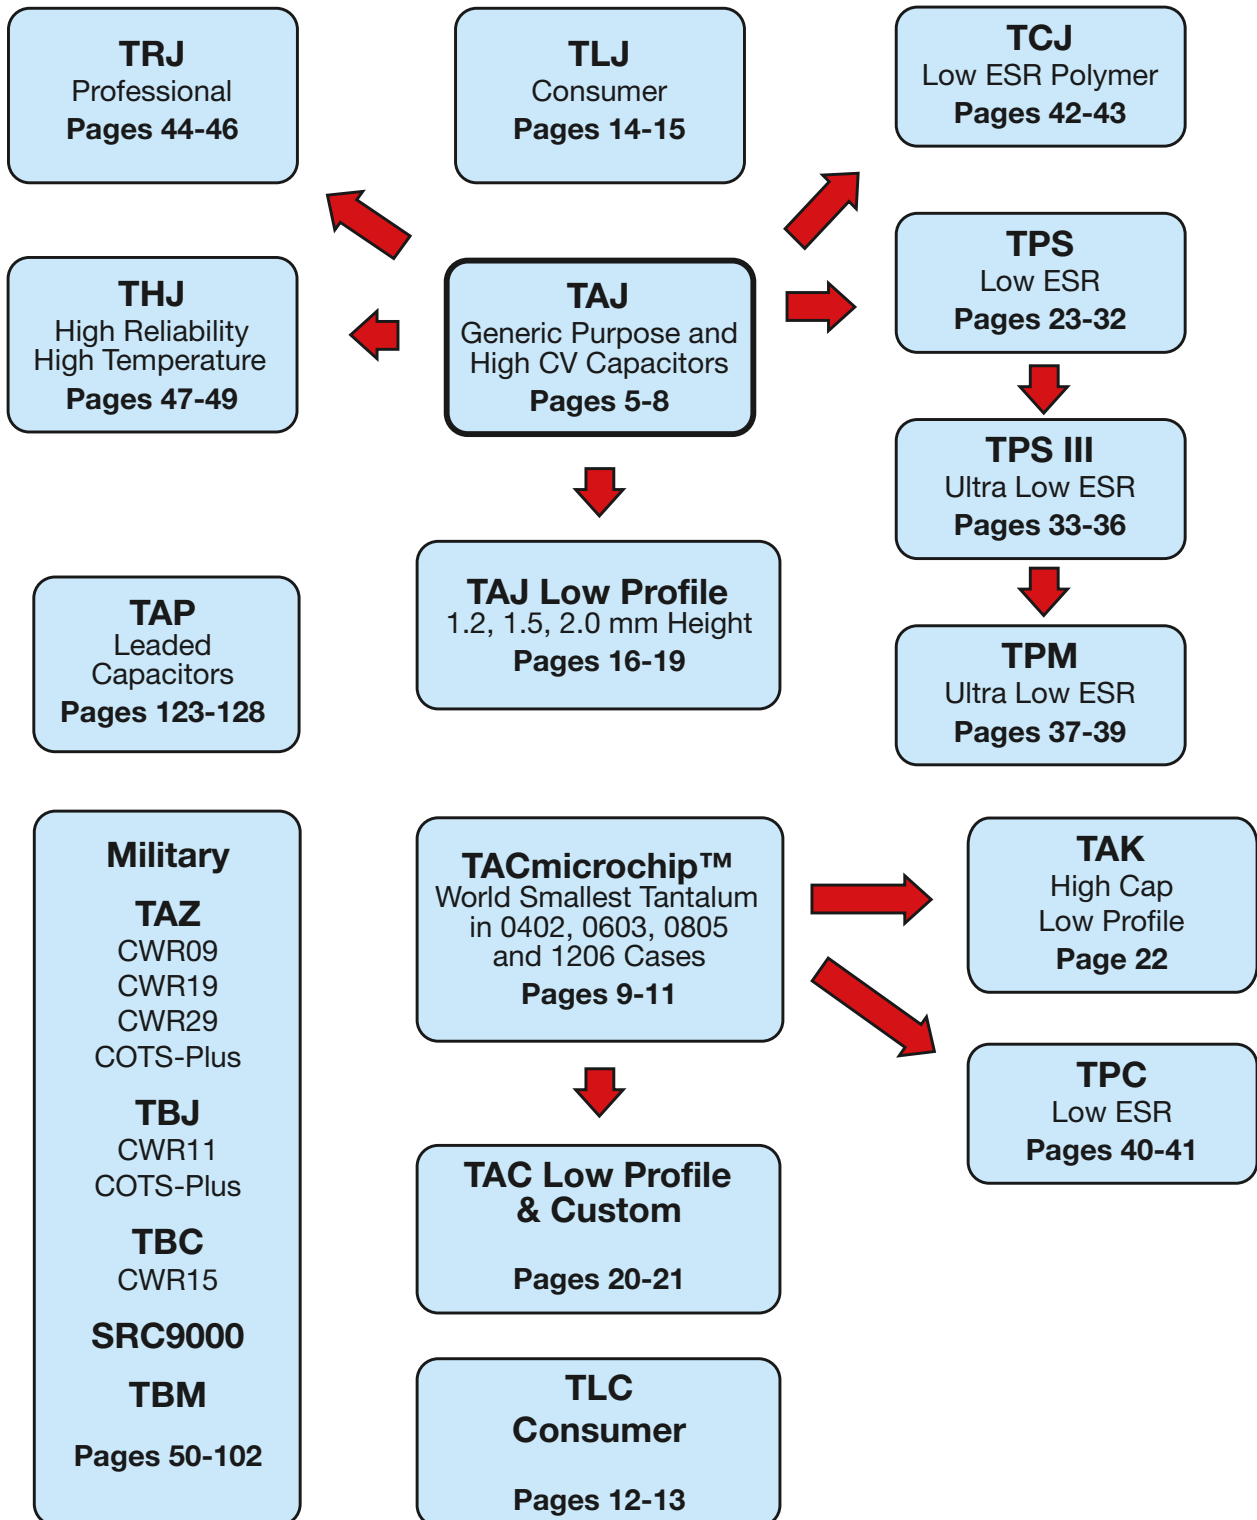 TRJ
Professional
Pages 44-46
TLJ
Consumer
Pages 14-15
TCJ
Low ESR Polymer
Pages 42-43
THJ
High Reliability
High Temperature
Pages 47-49
TAJ
Generic Purpose and
High CV Capacitors
Pages 5-8
TPS
Low ESR
Pages 23-32
TPS III
Ultra Low ESR
Pages 33-36
TAP
Leaded
Capacitors
Pages 123-128
TAJ Low Profile
1.2, 1.5, 2.0 mm Height
Pages 16-19
TPM
Ultra Low ESR
Pages 37-39
Military
TAZ
CWR09
CWR19
CWR29
COTS-Plus
TBJ
CWR11
COTS-Plus
TBC
CWR15
SRC9000
TBM
Pages 50-102
TACmicrochip™
World Smallest Tantalum
in 0402, 0603, 0805
and 1206 Cases
Pages 9-11
TAK
High Cap
Low Profile
Page 22
TPC
Low ESR
Pages 40-41
TAC Low Profile
& Custom
Pages 20-21
TLC
Consumer
Pages 12-13